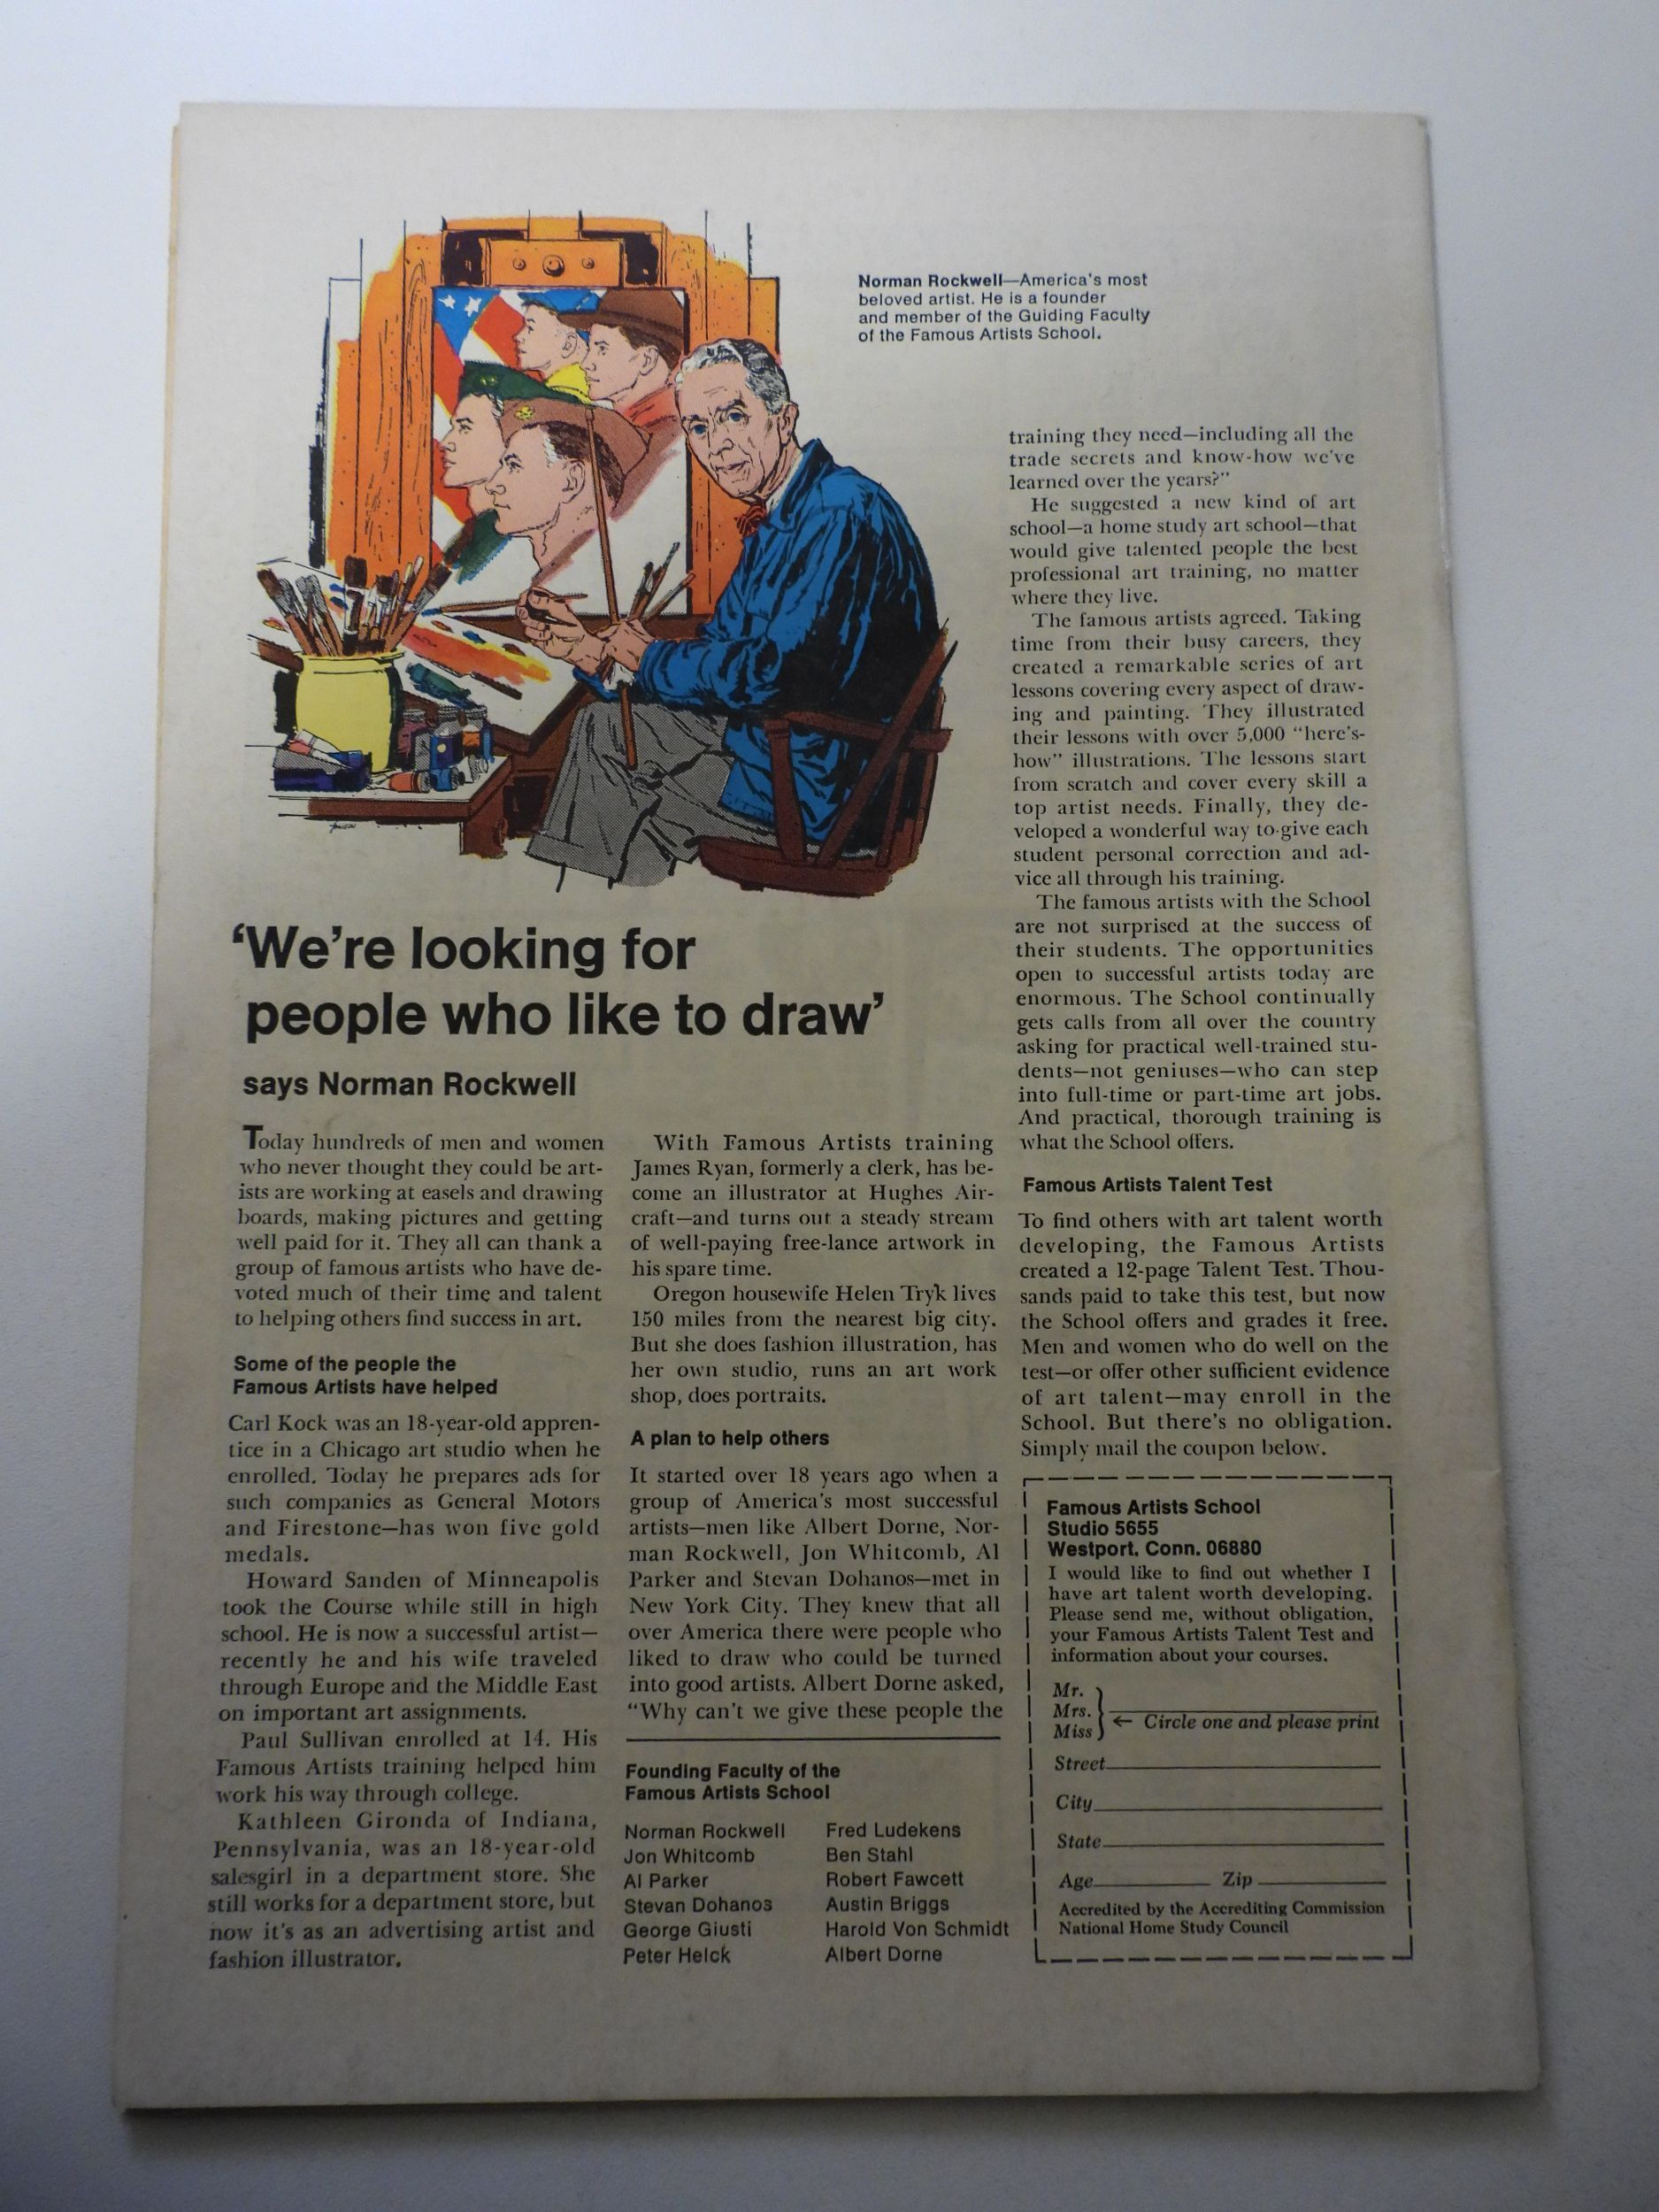 Norman Rockwell—America's most
beloved artist. He is a founder
and member of the Guiding Faculty
of the Famous Artists School.
'We're looking for
people who like to draw'
says Norman Rockwell
Today hundreds of men and women
who never thought they could be art-
ists are working at easels and drawing
boards, making pictures and getting
well paid for it. They all can thank a
group of famous artists who have de-
voted much of their time and talent
to helping others find success in art.
Some of the people the
Famous Artists have helped
Carl Kock was an 18-year-old appren-
tice in a Chicago art studio when he
enrolled. Today he prepares ads for
such companies as General Motors
and Firestone—has won five gold
medals.
Howard Sanden of Minneapolis
took the Course while still in high
school. He is now a successful artist—
recently he and his wife traveled
through Europe and the Middle East
on important art assignments.
Paul Sullivan enrolled at 14. His
Famous Artists training helped him
work his way through college.
Kathleen Gironda of Indiana,
Pennsylvania, was an 18-year-old
salesgirl in a department store. She
still works for a department store, but
now it's as an advertising artist and
fashion illustrator.
With Famous Artists training
James Ryan, formerly a clerk, has be-
come an illustrator at Hughes Air-
craft—and turns out a steady stream
of well-paying free-lance artwork in
his spare time.
Oregon housewife Helen Tryk lives
150 miles from the nearest big city.
But she does fashion illustration, has
her own studio, runs an art work
shop, does portraits.
A plan to help others
It started over 18 years ago when a
group of America's most successful
artists—men like Albert Dorne, Nor-
man Rockwell, Jon Whitcomb, Al
Parker and Stevan Dohanos—met in
New York City. They knew that all
over America there were people who
liked to draw who could be turned
into good artists. Albert Dorne asked,
"Why can't we give these people the
Founding Faculty of the
Famous Artists School
Norman Rockwell
Jon Whitcomb
Al Parker
Stevan Dohanos
George Giusti
Peter Helck
Fred Ludekens
Ben Stahl
Robert Fawcett
Austin Briggs
Harold Von Schmidt
Albert Dorne
training they need—including all the
trade secrets and know-how we've
learned over the years?"
He suggested a new kind of art
school—a home study art school—that
would give talented people the best
professional art training, no matter
where they live.
The famous artists agreed. Taking
time from their busy careers, they
created a remarkable series of art
lessons covering every aspect of draw-
ing and painting. They illustrated
their lessons with over 5,000 "here's-
how" illustrations. The lessons start
from scratch and cover every skill a
top artist needs. Finally, they de-
veloped a wonderful way to give each
student personal correction and ad-
vice all through his training.
The famous artists with the School
are not surprised at the success of
their students. The opportunities
open to successful artists today are
enormous. The School continually
gets calls from all over the country
asking for practical well-trained stu-
dents—not geniuses—who can step
into full-time or part-time art jobs.
And practical, thorough training is
what the School offers.
Famous Artists Talent Test
To find others with art talent worth
developing, the Famous Artists
created a 12-page Talent Test. Thou-
sands paid to take this test, but now
the School offers and grades it free.
Men and women who do well on the
test—or offer other sufficient evidence
of art talent—may enroll in the
School. But there's no obligation.
Simply mail the coupon below.
Famous Artists School
Studio 5655
Westport, Conn. 06880
I would like to find out whether I
have art talent worth developing.
Please send me, without obligation,
your Famous Artists Talent Test and
information about your courses.
Mr.
Mrs.
Miss
← Circle one and please print
Street
City
State
Age Zip
Accredited by the Accrediting Commission
National Home Study Council